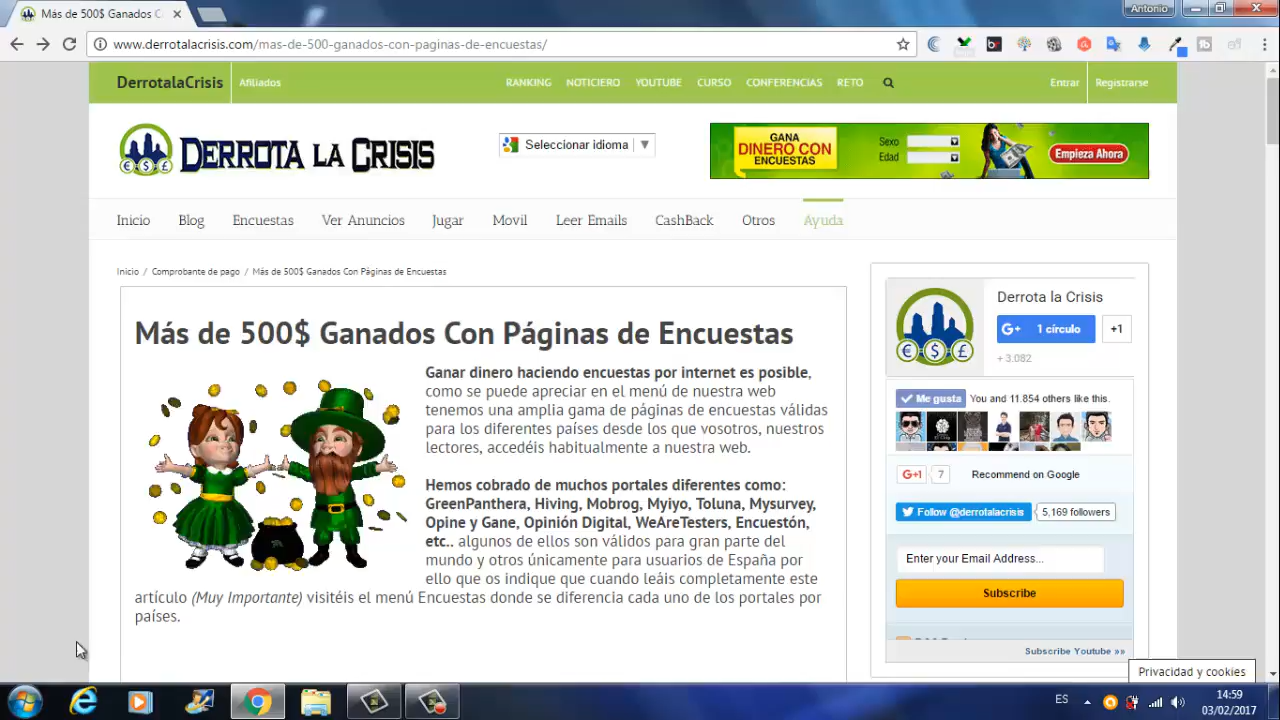 Más de 500$ Ganados C
Antonio
www.derrotalacrisis.com/mas-de-500-ganados-con-paginas-de-encuestas/
DerrotalaCrisis Afiliados RANKING NOTICIERO YOUTUBE CURSO CONFERENCIAS RETO Entrar Registrarse
DERROTA LA CRISIS
Seleccionar idioma
GANA
DINERO CON
ENCUESTAS
Sexo
Edad
Empieza Ahora
Inicio Blog Encuestas Ver Anuncios Jugar Movil Leer Emails CashBack Otros Ayuda
Inicio / Comprobante de pago / Más de 500$ Ganados Con Páginas de Encuestas
Más de 500$ Ganados Con Páginas de Encuestas
Ganar dinero haciendo encuestas por internet es posible,
como se puede apreciar en el menú de nuestra web
tenemos una amplia gama de páginas de encuestas válidas
para los diferentes países desde los que vosotros, nuestros
lectores, accedéis habitualmente a nuestra web.
Hemos cobrado de muchos portales diferentes como:
GreenPanthera, Hiving, Mobrog, Myiyo, Toluna, Mysurvey,
Opine y Gane, Opinión Digital, WeAreTesters, Encuestón,
etc.. algunos de ellos son válidos para gran parte del
mundo y otros únicamente para usuarios de España por
ello que os indique que cuando leáis completamente este
artículo (Muy Importante) visitéis el menú Encuestas donde se diferencia cada uno de los portales por
países.
Derrota la Crisis
G+ 1 círculo +1
+ 3.082
Me gusta You and 11.854 others like this.
G+1 7 Recommend on Google
Follow @derrotalacrisis 5,169 followers
Enter your Email Address...
Subscribe
Subscribe Youtube »»
Privacidad y cookies
ES
14:59
03/02/2017